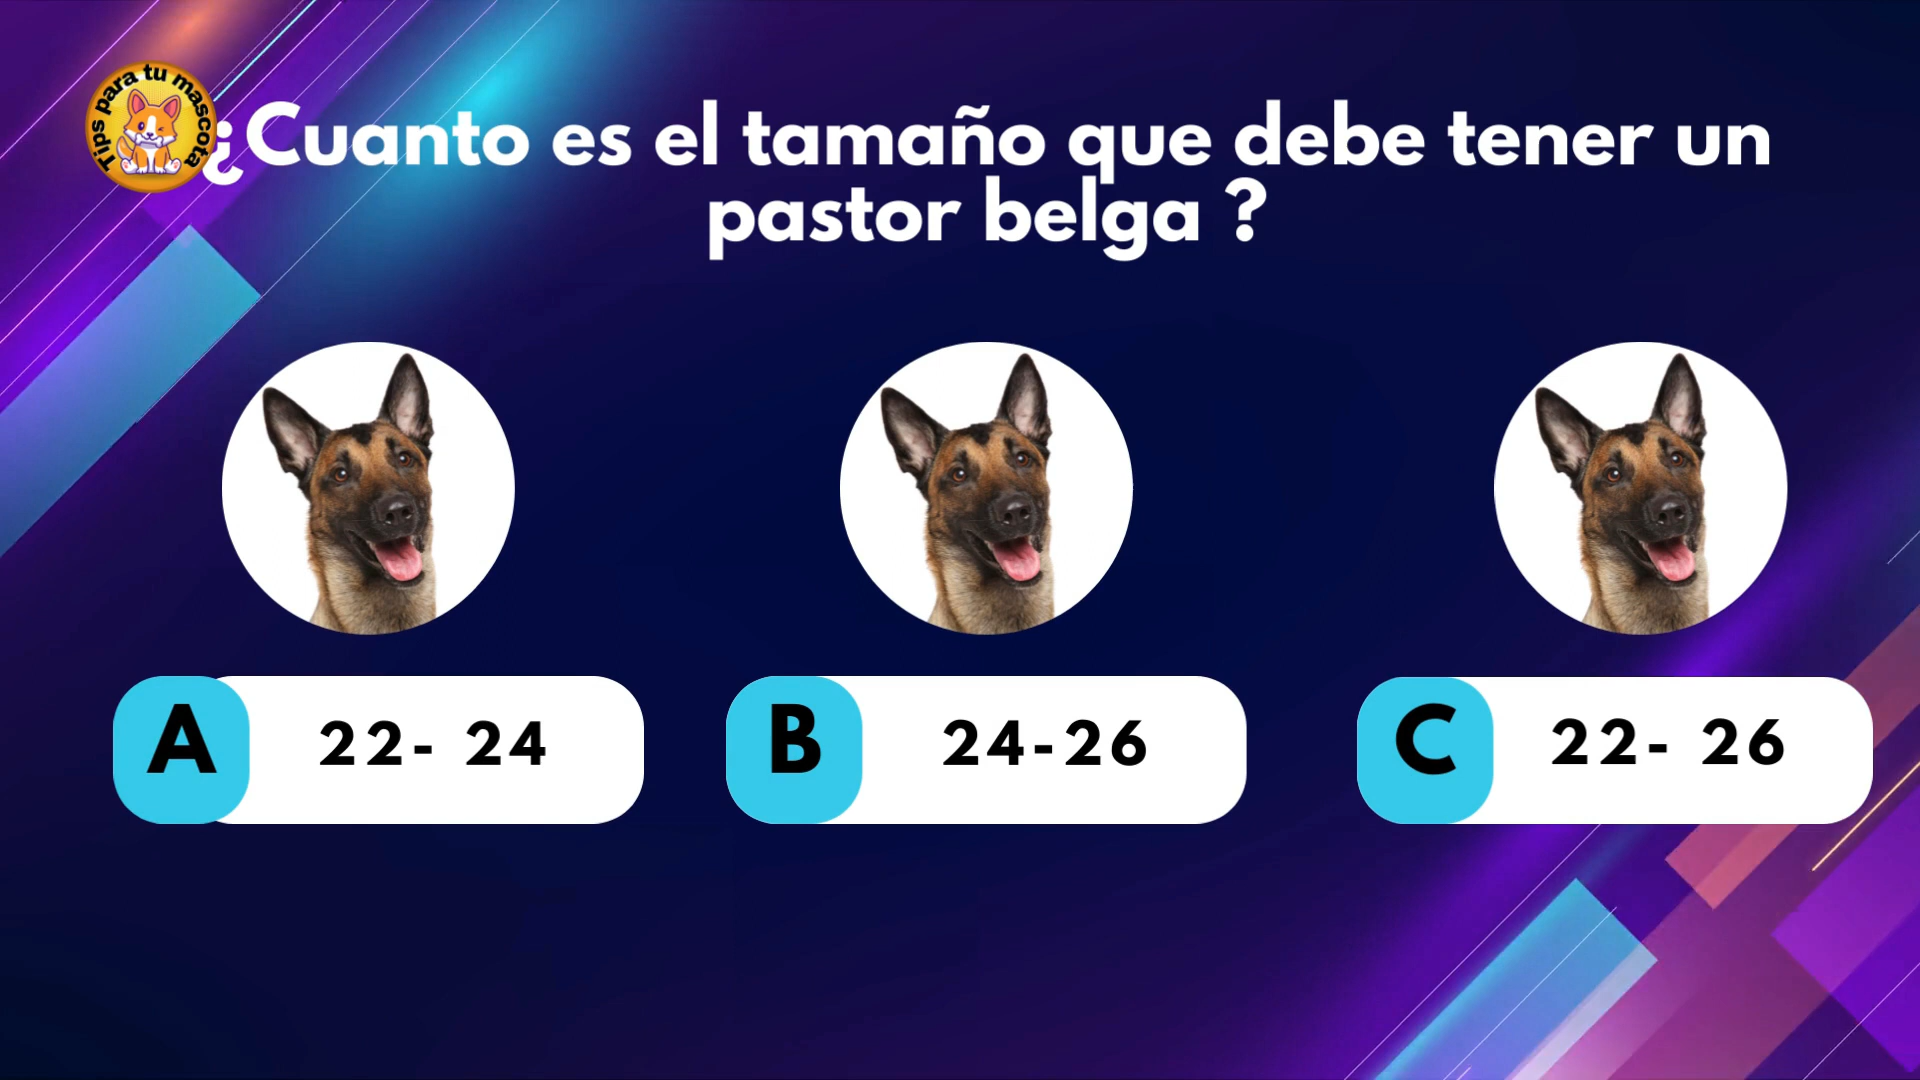 Tips para tu mascota
¿Cuanto es el tamaño que debe tener un
pastor belga ?
A 22- 24
B 24-26
C 22- 26